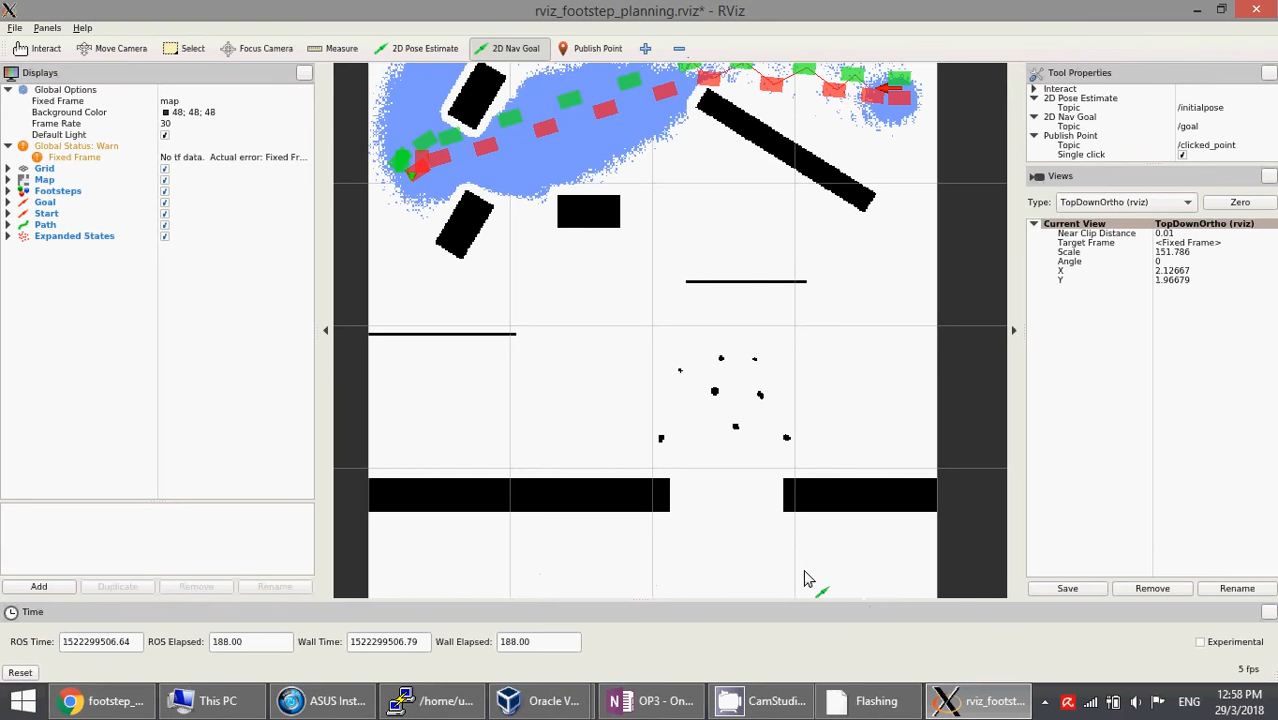 rviz_footstep_planning.rviz* - RViz
File Panels Help
Interact Move Camera Select Focus Camera Measure 2D Pose Estimate 2D Nav Goal Publish Point
Displays
Global Options
Fixed Frame map
Background Color 48; 48; 48
Frame Rate 30
Default Light
Global Status: Warn
Fixed Frame No tf data. Actual error: Fixed Fr...
Grid
Map
Footsteps
Goal
Start
Path
Expanded States
Add Duplicate Remove Rename
Tool Properties
Interact
2D Pose Estimate
Topic /initialpose
2D Nav Goal
Topic /goal
Publish Point
Topic /clicked_point
Single click
Views
Type: TopDownOrtho (rviz) Zero
Current View TopDownOrtho (rviz)
Near Clip Distance 0.01
Target Frame <Fixed Frame>
Scale 151.786
Angle 0
X 2.12667
Y 1.96679
Save Remove Rename
Time
ROS Time: 1522299506.64 ROS Elapsed: 188.00 Wall Time: 1522299506.79 Wall Elapsed: 188.00 Experimental
Reset 5 fps
footstep_... This PC ASUS Inst... /home/u... Oracle V... OP3 - On... CamStudi... Flashing rviz_footst... ENG 12:58 PM
29/3/2018